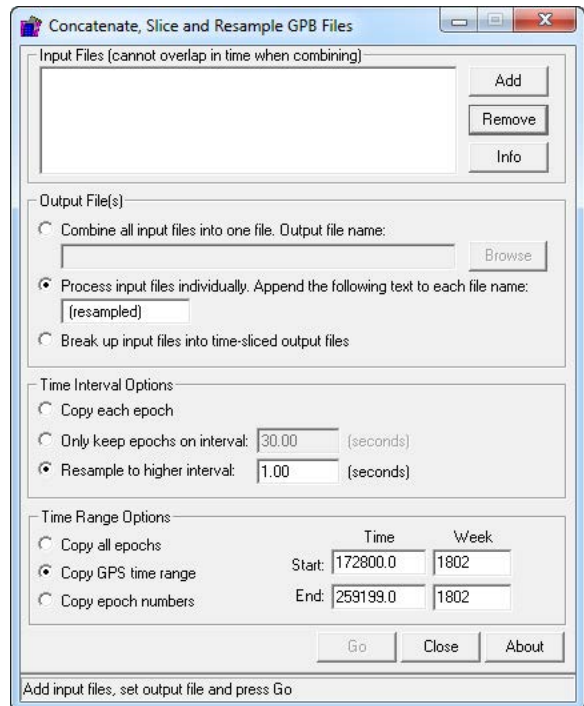 Concatenate, Slice and Resample GPB Files
Input Files (cannot overlap in time when combining)
Add
Remove
Info
Output File(s)
Combine all input files into one file. Output file name:
Browse
Process input files individually. Append the following text to each file name:
(resampled)
Break up input files into time-sliced output files
Time Interval Options
Copy each epoch
Only keep epochs on interval: 30.00 (seconds)
Resample to higher interval: 1.00 (seconds)
Time Range Options
Time Week
Copy all epochs
Start: 172800.0 1802
Copy GPS time range
End: 259199.0 1802
Copy epoch numbers
Go Close About
Add input files, set output file and press Go